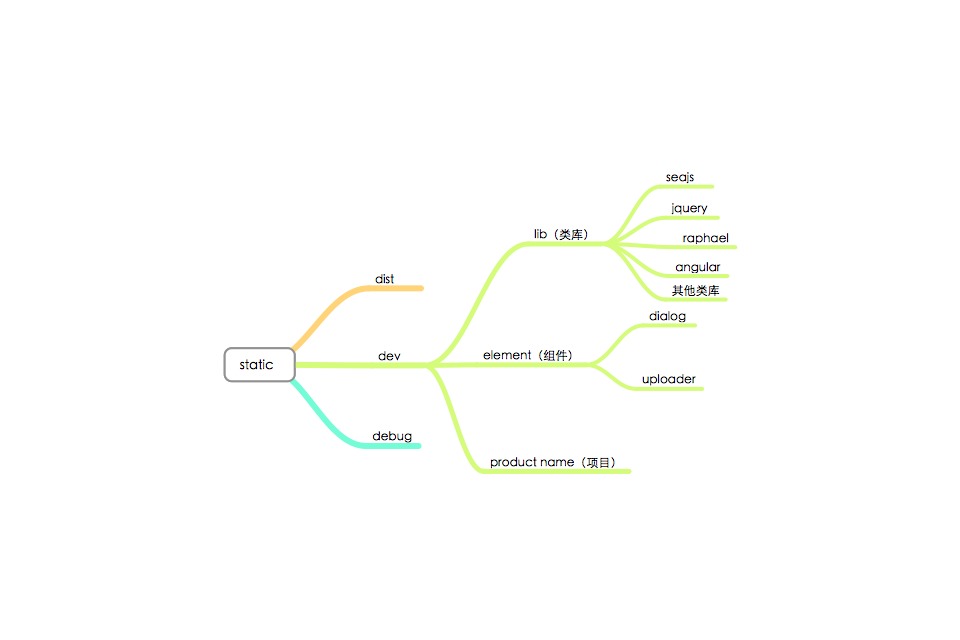 seajs
jquery
lib（类库）
raphael
angular
dist
其他类库
dialog
static
dev
element（组件）
uploader
debug
product name（项目）